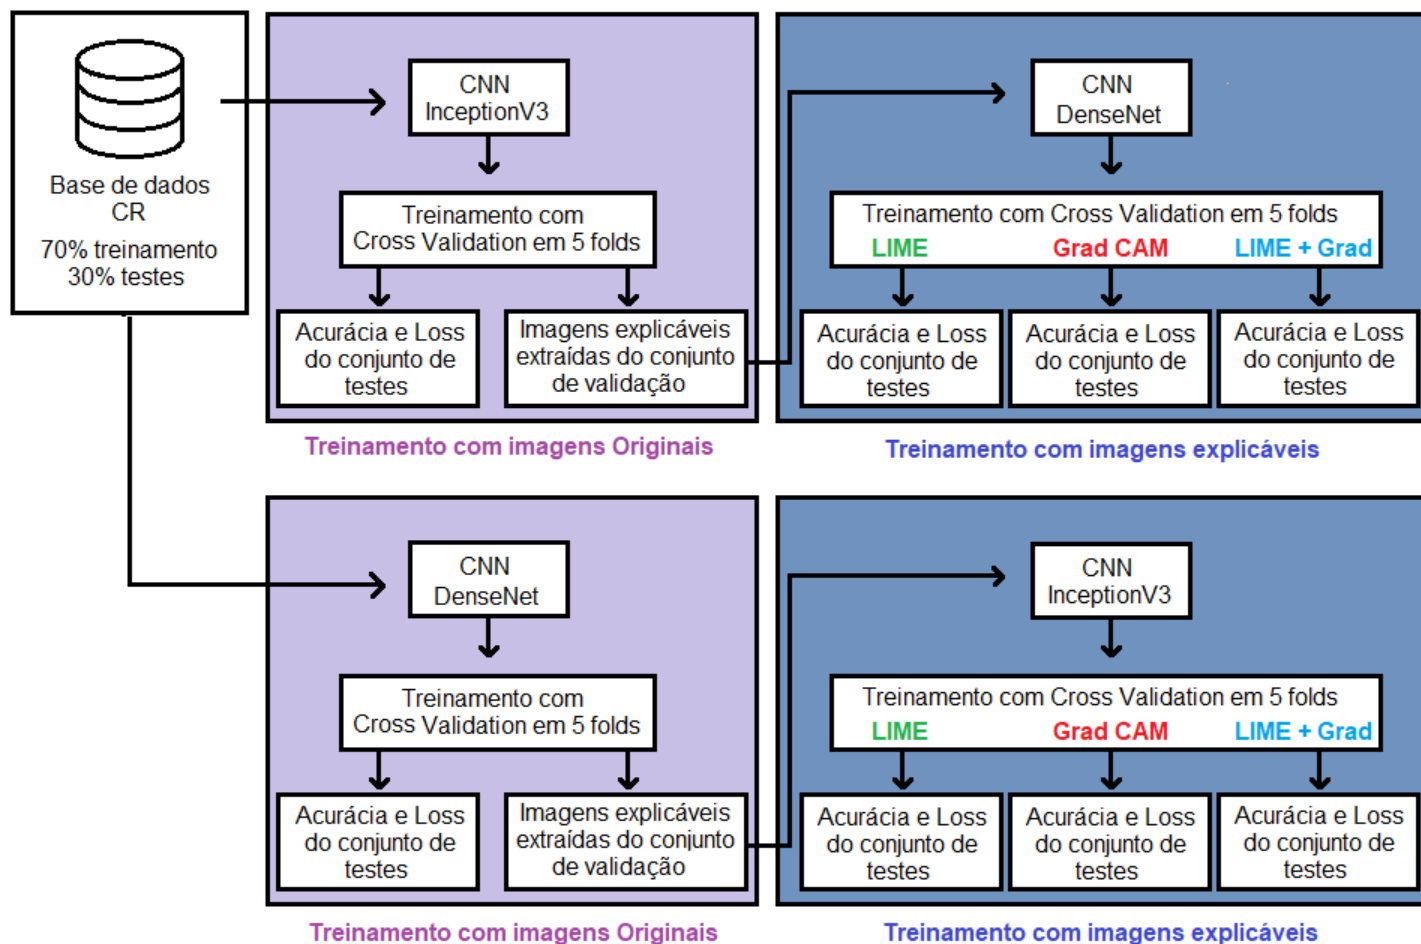 Base de dados
CR
70% treinamento
30% testes
CNN
InceptionV3
Treinamento com
Cross Validation em 5 folds
Acurácia e Loss
do conjunto de
testes
Imagens explicáveis
extraídas do conjunto
de validação
Treinamento com imagens Originais
CNN
DenseNet
Treinamento com Cross Validation em 5 folds
LIME Grad CAM LIME + Grad
Acurácia e Loss
do conjunto de
testes
Acurácia e Loss
do conjunto de
testes
Acurácia e Loss
do conjunto de
testes
Treinamento com imagens explicáveis
CNN
DenseNet
Treinamento com
Cross Validation em 5 folds
Acurácia e Loss
do conjunto de
testes
Imagens explicáveis
extraídas do conjunto
de validação
Treinamento com imagens Originais
CNN
InceptionV3
Treinamento com Cross Validation em 5 folds
LIME Grad CAM LIME + Grad
Acurácia e Loss
do conjunto de
testes
Acurácia e Loss
do conjunto de
testes
Acurácia e Loss
do conjunto de
testes
Treinamento com imagens explicáveis